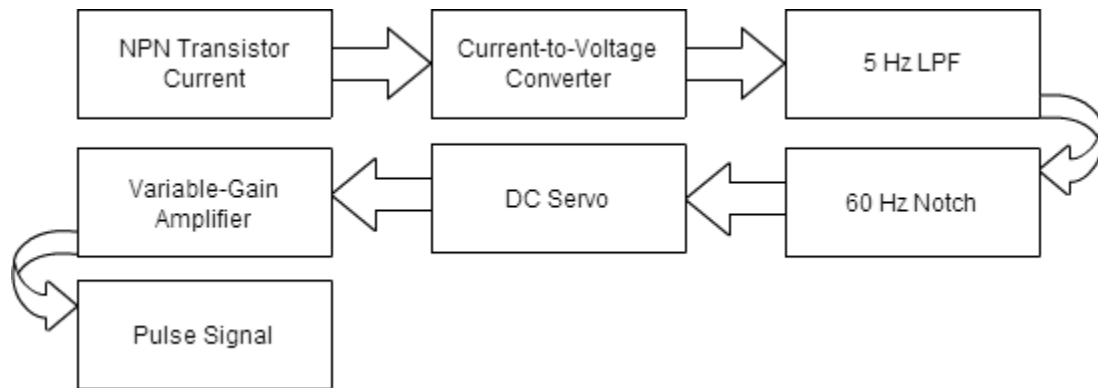 NPN Transistor
Current
Current-to-Voltage
Converter
5 Hz LPF
60 Hz Notch
DC Servo
Variable-Gain
Amplifier
Pulse Signal